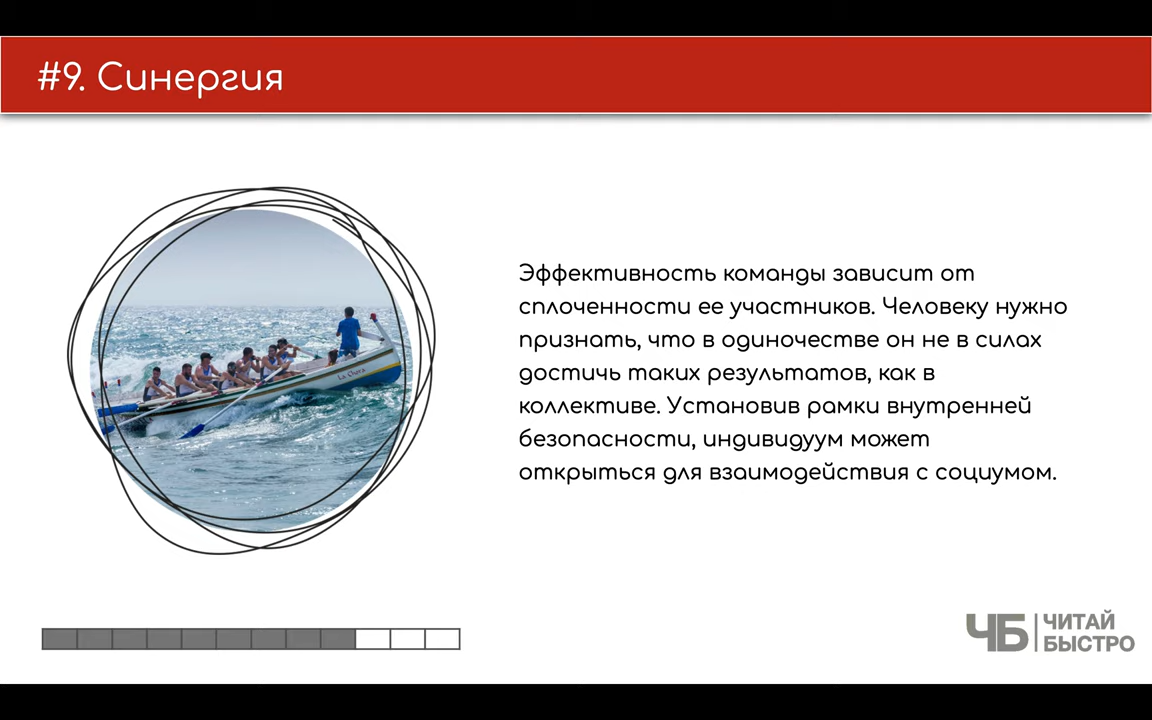 #9. Синергия
Эффективность команды зависит от
сплоченности ее участников. Человеку нужно
признать, что в одиночестве он не в силах
достичь таких результатов, как в
коллективе. Установив рамки внутренней
безопасности, индивидуум может
открыться для взаимодействия с социумом.
ЧБ
ЧИТАЙ
БЫСТРО